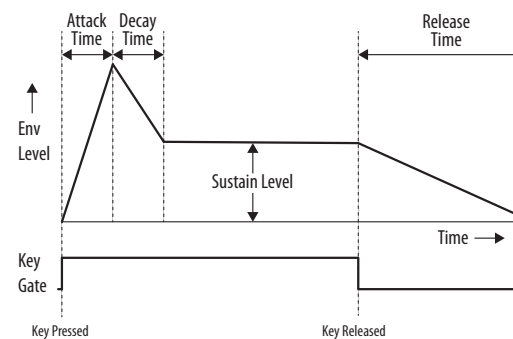 Attack
Time
Decay
Time
Release
Time
Env
Level
Sustain Level
Time
Key
Gate
Key Pressed
Key Released